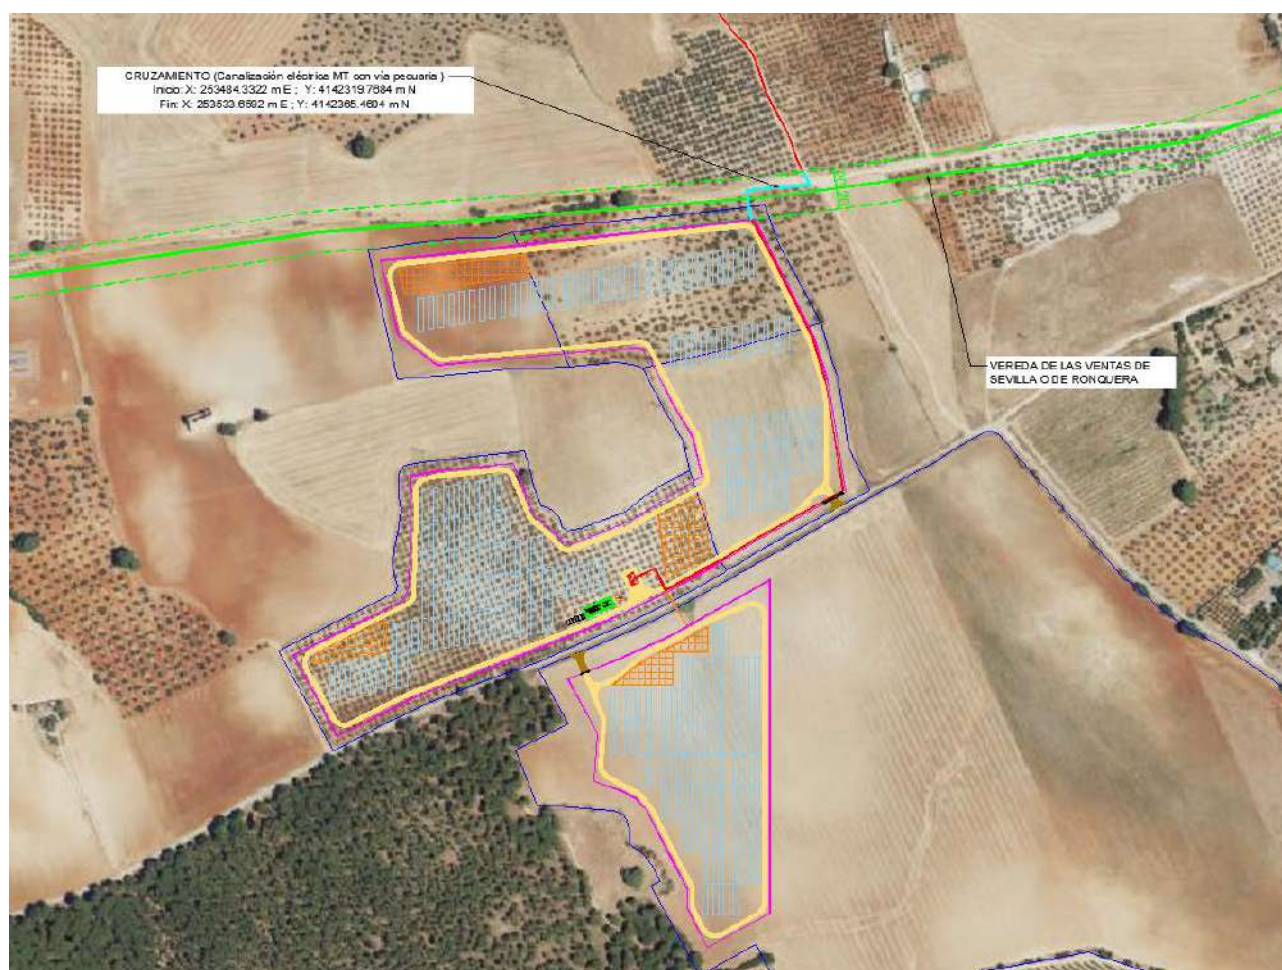 CRUZAMIENTO (Canalización eléctrica MT con vía pecuaria )
Inicio: X: 253484.3322 m E ; Y: 4142319.7684 m N
Fin: X: 253533.6592 m E ; Y: 4142365.4604 m N
VEREDA DE LAS VENTAS DE
SEVILLA O DE RONQUERA